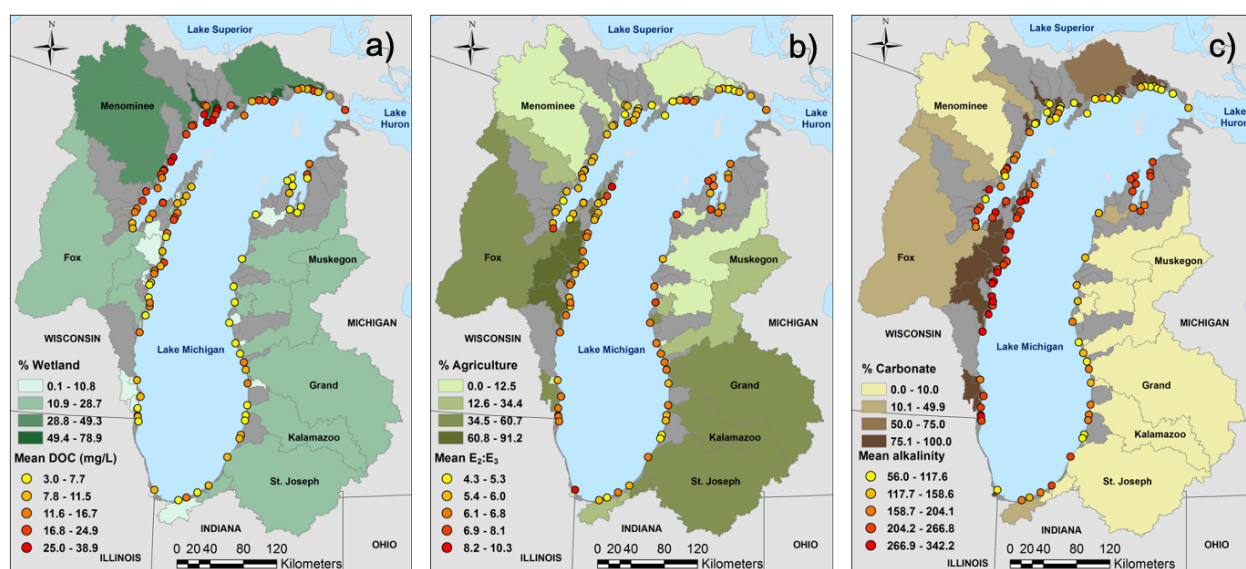 a)
Lake Superior
N
Menominee
Lake
Huron
Fox
Muskegon
WISCONSIN
MICHIGAN
Lake Michigan
Grand
Kalamazoo
St. Joseph
INDIANA
ILLINOIS
OHIO
% Wetland
0.1 - 10.8
10.9 - 28.7
28.8 - 49.3
49.4 - 78.9
Mean DOC (mg/L)
3.0 - 7.7
7.8 - 11.5
11.6 - 16.7
16.8 - 24.9
25.0 - 38.9
0 20 40 80 120
Kilometers
b)
Lake Superior
N
Menominee
Lake
Huron
Fox
Muskegon
WISCONSIN
MICHIGAN
Lake Michigan
Grand
Kalamazoo
St. Joseph
INDIANA
ILLINOIS
OHIO
% Agriculture
0.0 - 12.5
12.6 - 34.4
34.5 - 60.7
60.8 - 91.2
Mean E₂:E₃
4.3 - 5.3
5.4 - 6.0
6.1 - 6.8
6.9 - 8.1
8.2 - 10.3
0 20 40 80 120
Kilometers
c)
Lake Superior
N
Menominee
Lake
Huron
Fox
Muskegon
WISCONSIN
MICHIGAN
Lake Michigan
Grand
Kalamazoo
St. Joseph
INDIANA
ILLINOIS
OHIO
% Carbonate
0.0 - 10.0
10.1 - 49.9
50.0 - 75.0
75.1 - 100.0
Mean alkalinity
56.0 - 117.6
117.7 - 158.6
158.7 - 204.1
204.2 - 266.8
266.9 - 342.2
0 20 40 80 120
Kilometers